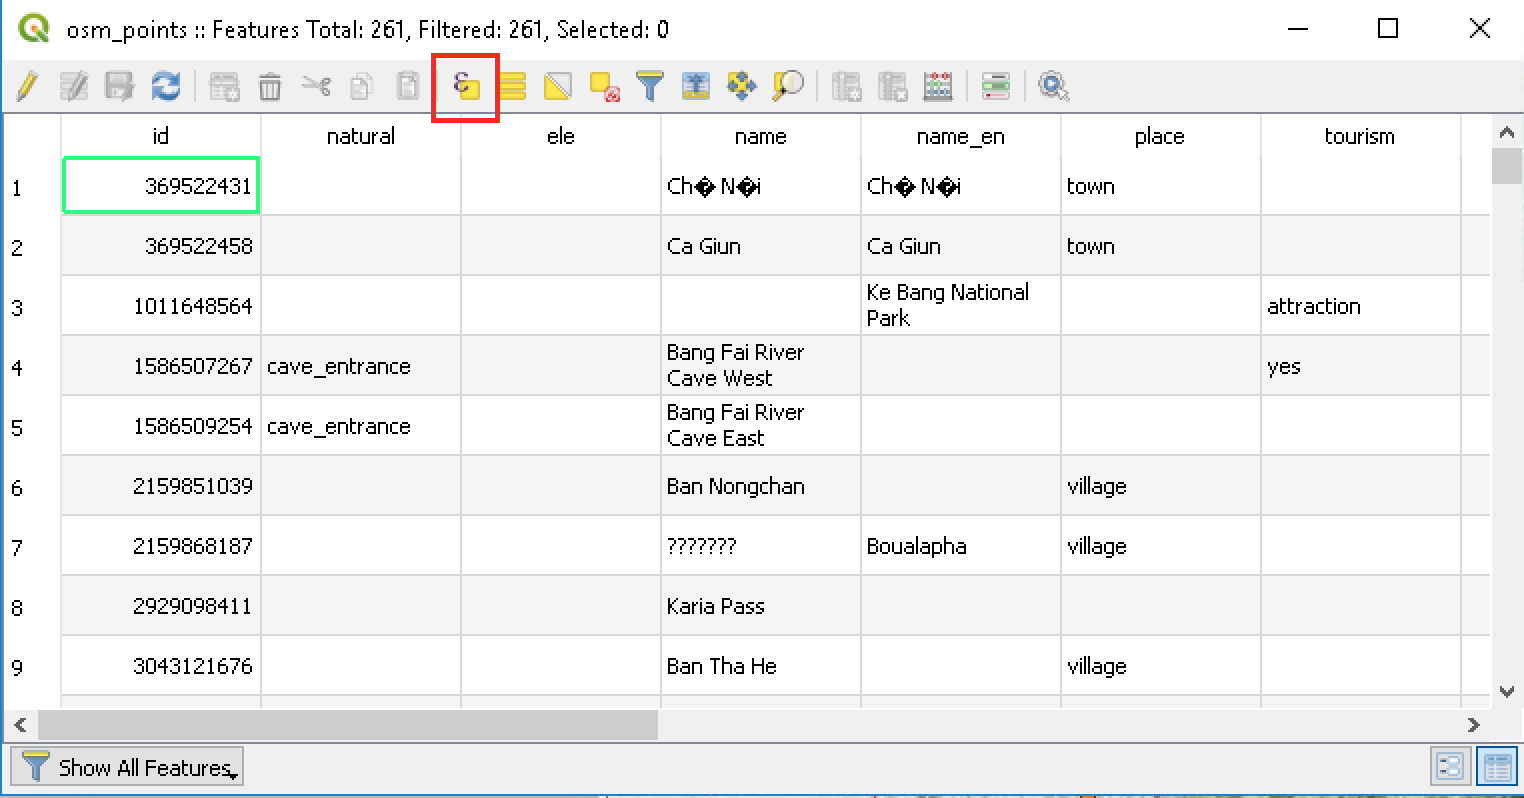 osm_points :: Features Total: 261, Filtered: 261, Selected: 0
id natural ele name name_en place tourism
1 369522431 Ch� N�i Ch� N�i town
2 369522458 Ca Giun Ca Giun town
3 1011648564 Ke Bang National
Park attraction
4 1586507267 cave_entrance Bang Fai River
Cave West yes
5 1586509254 cave_entrance Bang Fai River
Cave East
6 2159851039 Ban Nongchan village
7 2159868187 ??????? Boualapha village
8 2929098411 Karia Pass
9 3043121676 Ban Tha He village
Show All Features